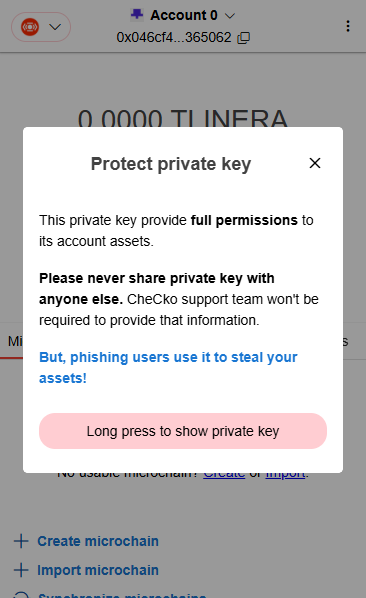 Account 0
0x046cf4...365062
0.0000 TLINERA
Protect private key
This private key provide full permissions to
its account assets.
Please never share private key with
anyone else. CheCko support team won't be
required to provide that information.
But, phishing users use it to steal your
assets!
Long press to show private key
Mi
s
No usable microchain? Create or Import.
Create microchain
Import microchain
Synchronize microchains